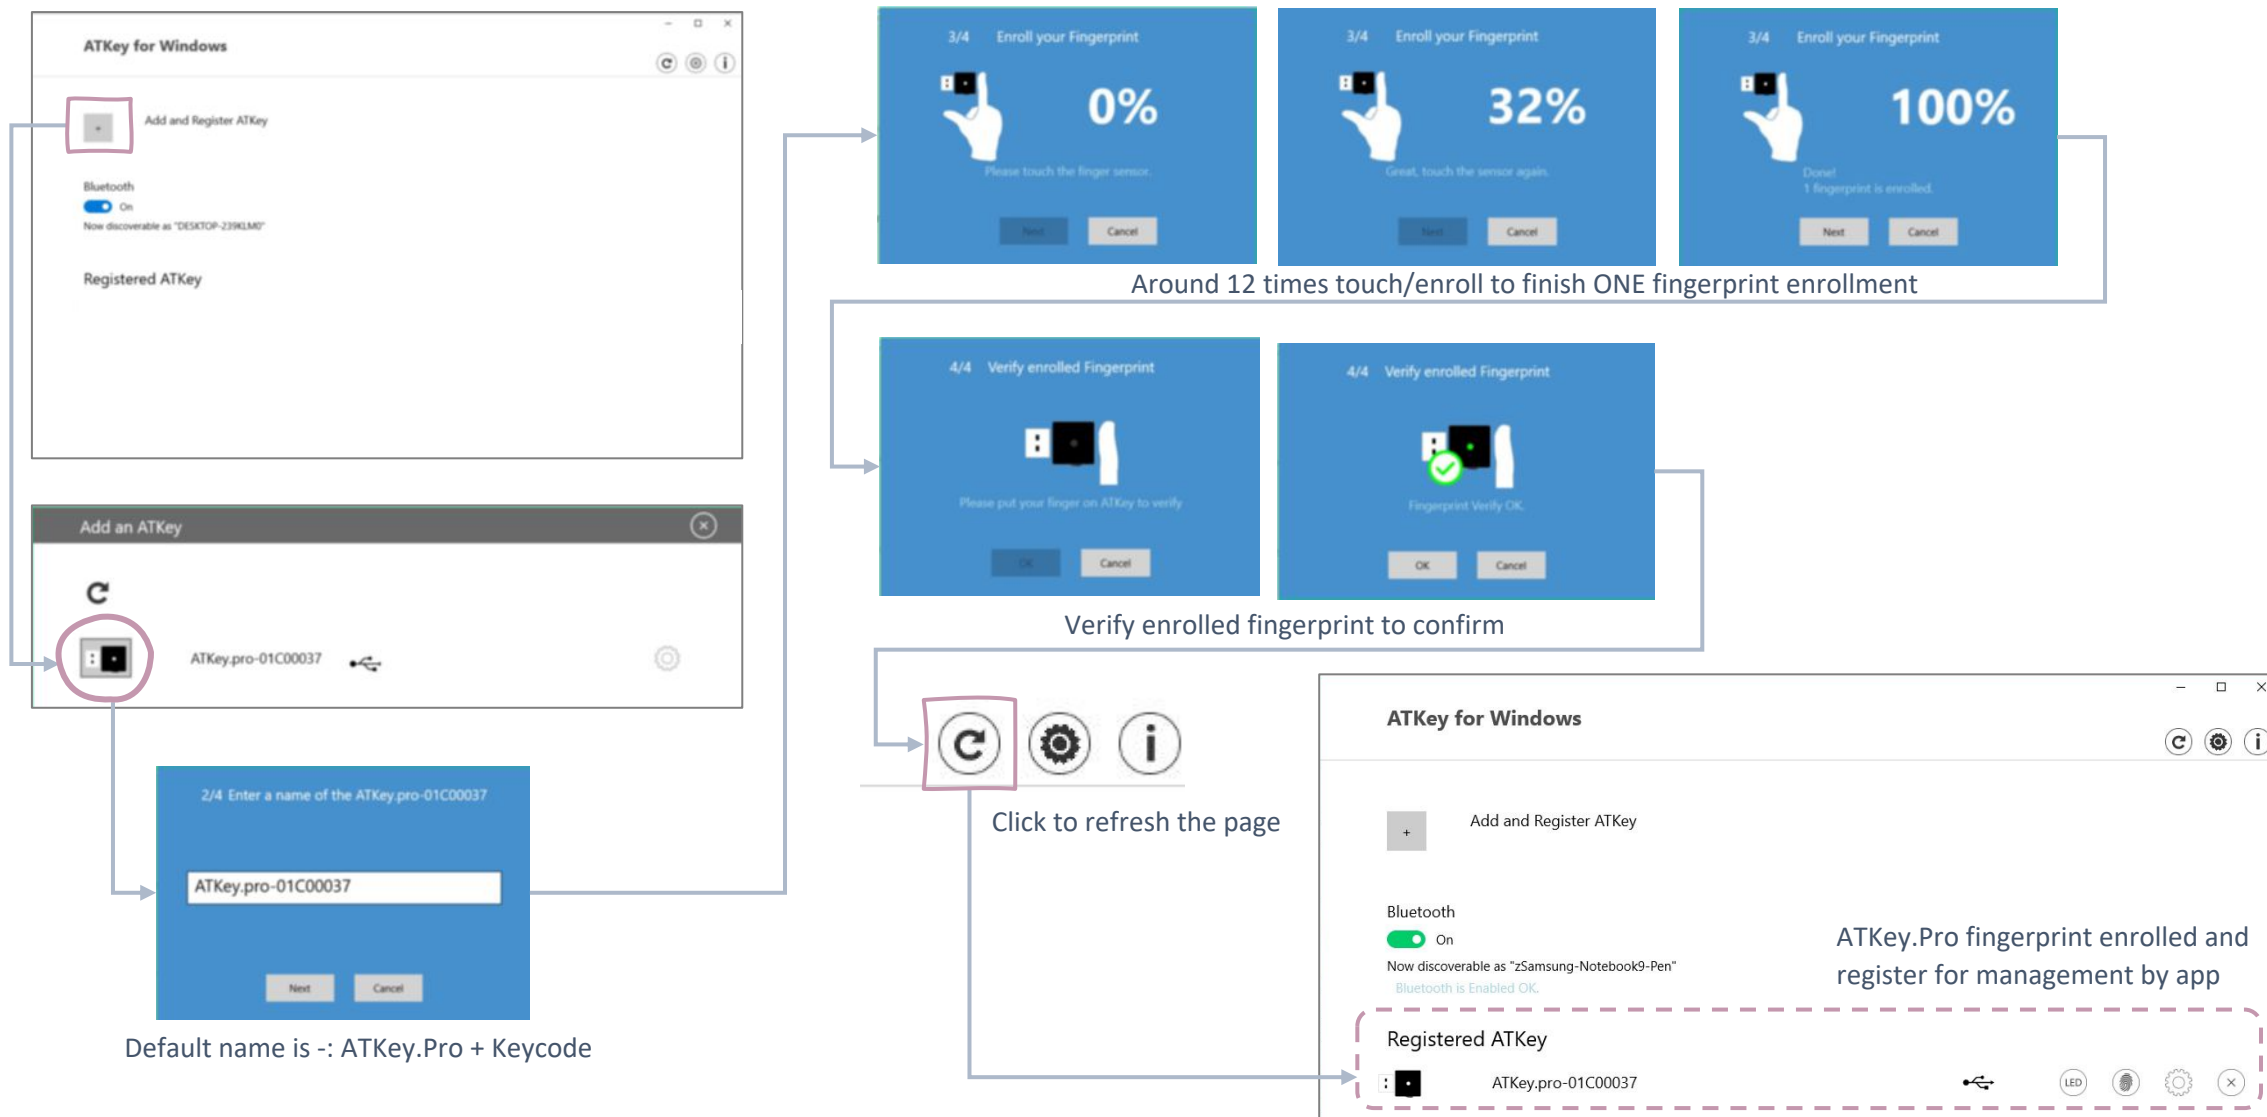 ATKey for Windows
+
Add and Register ATKey
Bluetooth
On
Now discoverable as "DESKTOP-239KLM0"
Registered ATKey
Add an ATKey
ATKey.pro-01C00037
2/4 Enter a name of the ATKey.pro-01C00037
ATKey.pro-01C00037
Next Cancel
Default name is -: ATKey.Pro + Keycode
3/4 Enroll your Fingerprint
0%
Please touch the finger sensor.
Next Cancel
3/4 Enroll your Fingerprint
32%
Great, touch the sensor again.
Next Cancel
3/4 Enroll your Fingerprint
100%
Done!
1 fingerprint is enrolled.
Next Cancel
Around 12 times touch/enroll to finish ONE fingerprint enrollment
4/4 Verify enrolled Fingerprint
Please put your finger on ATKey to verify
OK Cancel
4/4 Verify enrolled Fingerprint
Fingerprint Verify OK.
OK Cancel
Verify enrolled fingerprint to confirm
Click to refresh the page
ATKey for Windows
+
Add and Register ATKey
Bluetooth
On
Now discoverable as "zSamsung-Notebook9-Pen"
Bluetooth is Enabled OK.
ATKey.Pro fingerprint enrolled and
register for management by app
Registered ATKey
ATKey.pro-01C00037
LED